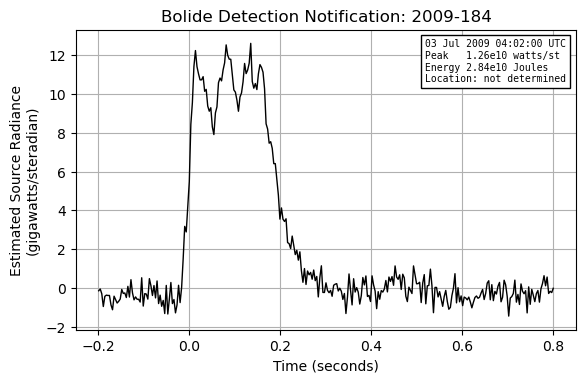 Bolide Detection Notification: 2009-184
03 Jul 2009 04:02:00 UTC
Peak   1.26e10 watts/st
Energy 2.84e10 Joules
Location: not determined
Estimated Source Radiance
(gigawatts/steradian)
12
10
8
6
4
2
0
−2
−0.2
0.0
0.2
0.4
0.6
0.8
Time (seconds)